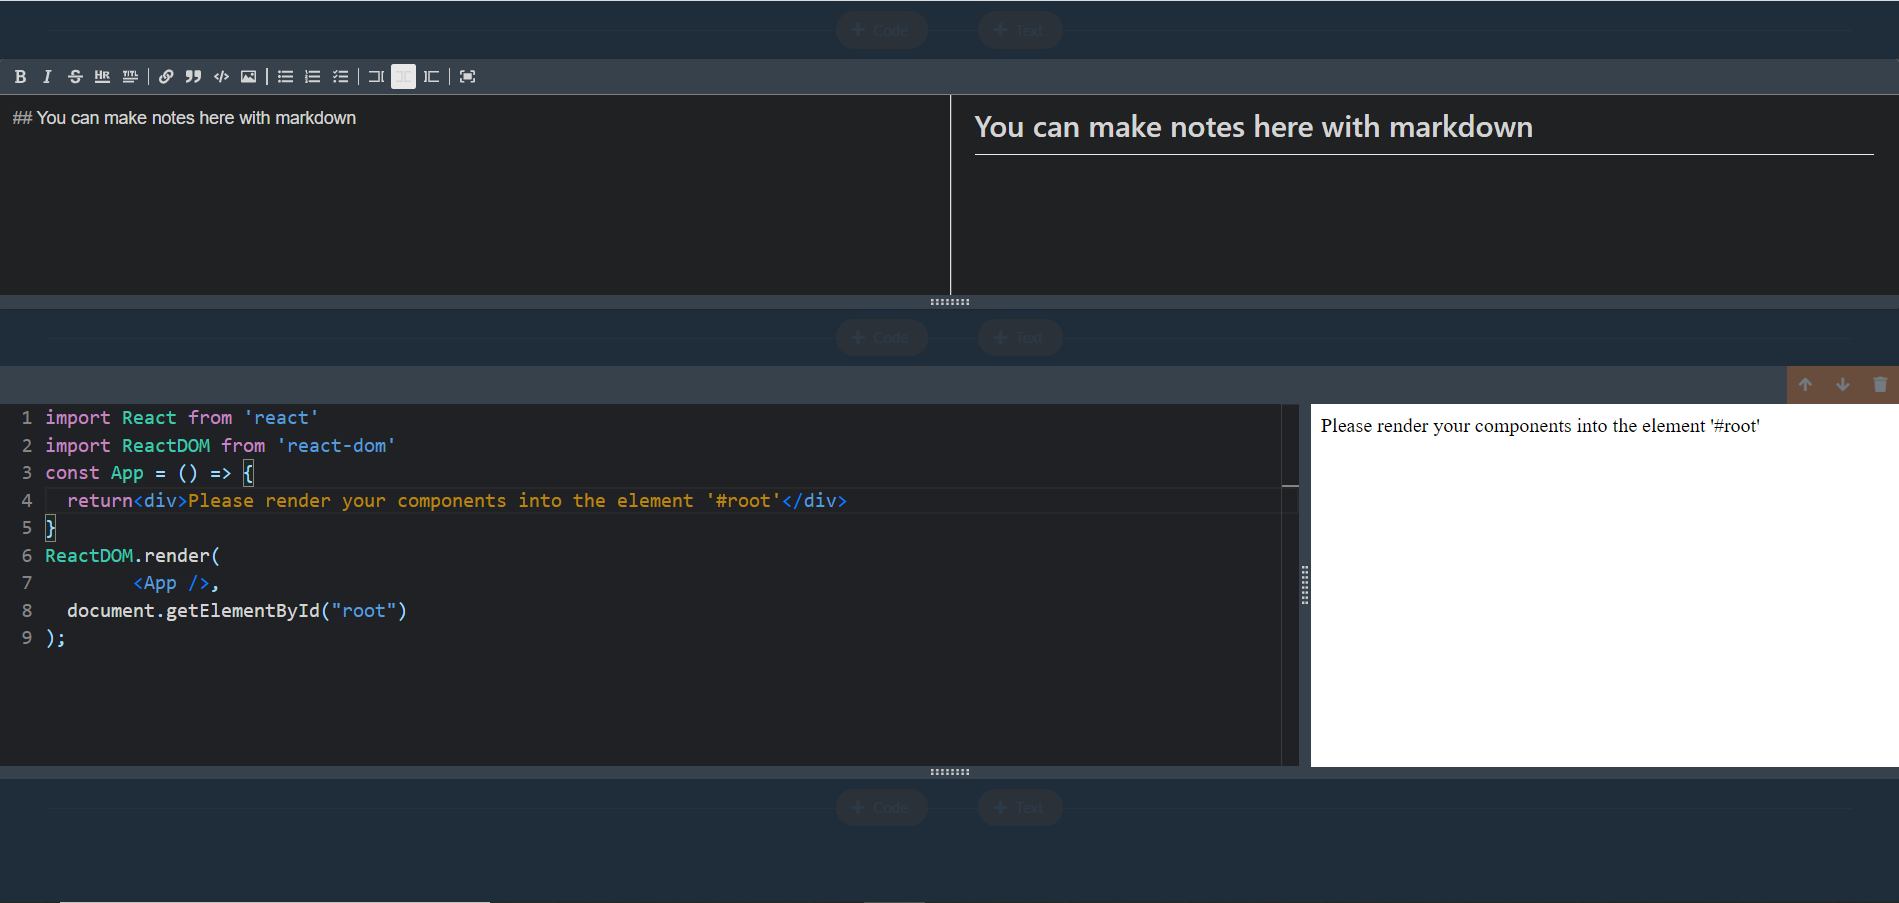 + Code + Text
B I S HR TITL
## You can make notes here with markdown
You can make notes here with markdown
+ Code + Text
1 import React from 'react'
2 import ReactDOM from 'react-dom'
3 const App = () => {
4   return<div>Please render your components into the element '#root'</div>
5 }
6 ReactDOM.render(
7         <App />,
8   document.getElementById("root")
9 );
Please render your components into the element '#root'
+ Code + Text